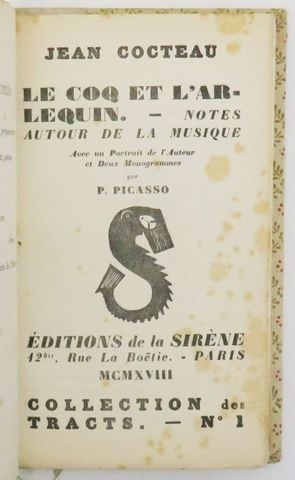 JEAN COCTEAU
LE COQ ET L'AR-
LEQUIN. — NOTES
AUTOUR DE LA MUSIQUE
Avec un Portrait de l'Auteur
et Deux Monogrammes
par
P. PICASSO
ÉDITIONS de la SIRÈNE
12bis, Rue La Boëtie. - PARIS
MCMXVIII
COLLECTION des
TRACTS. — N° 1